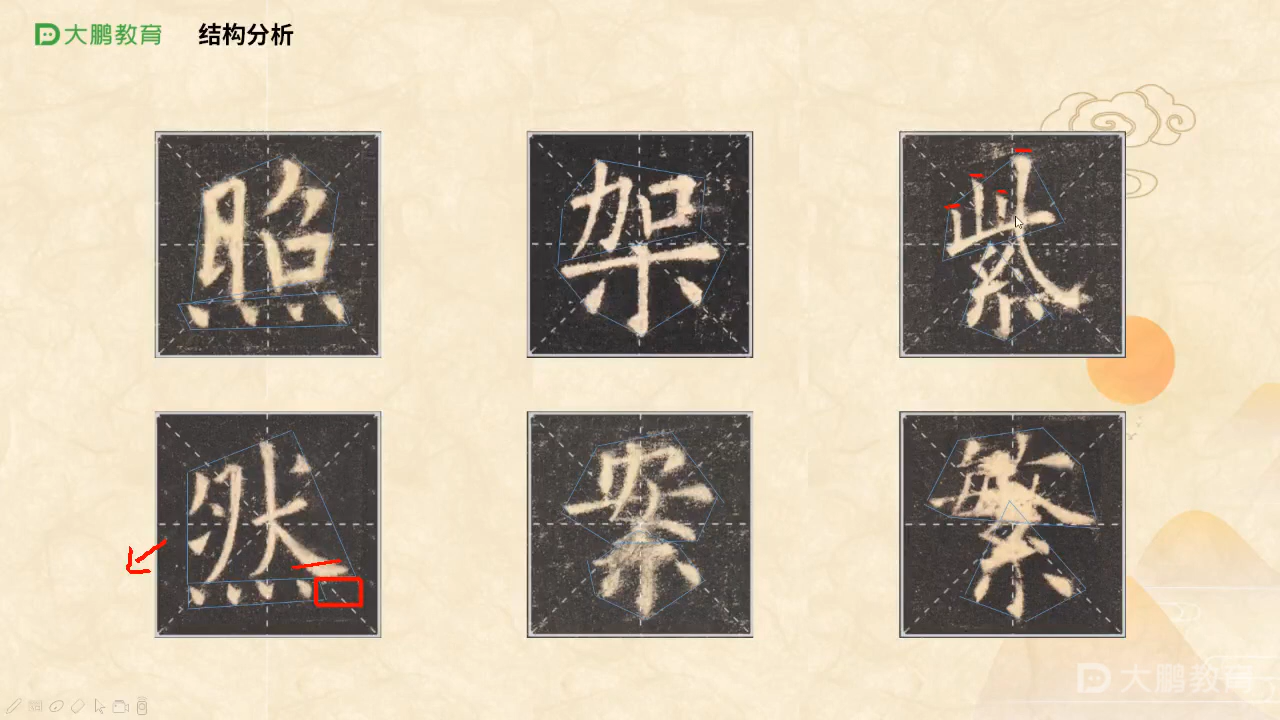 大鹏教育 结构分析
照 架 紫
然 案 繁
大鹏教育